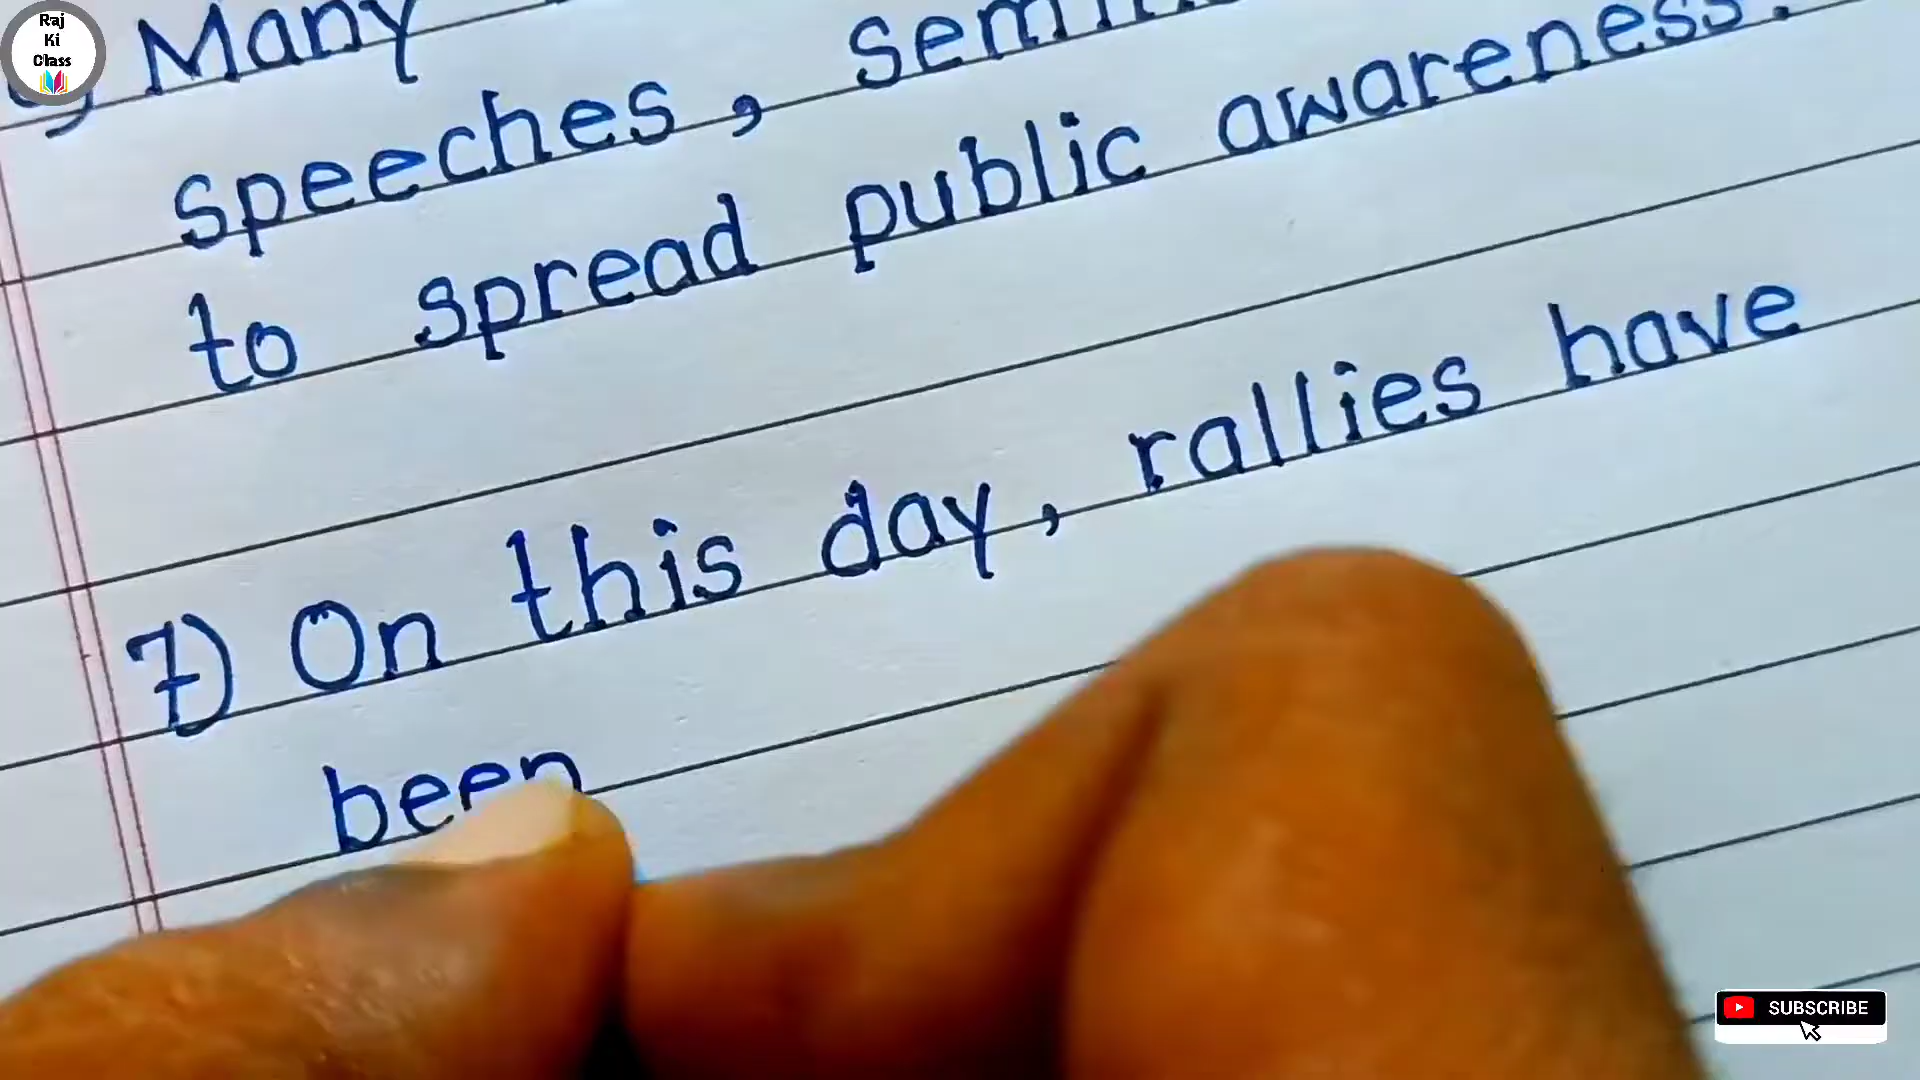 Raj
Ki
Class
Many
speeches,
to spread public awareness.
7) On this day, rallies have
been
SUBSCRIBE